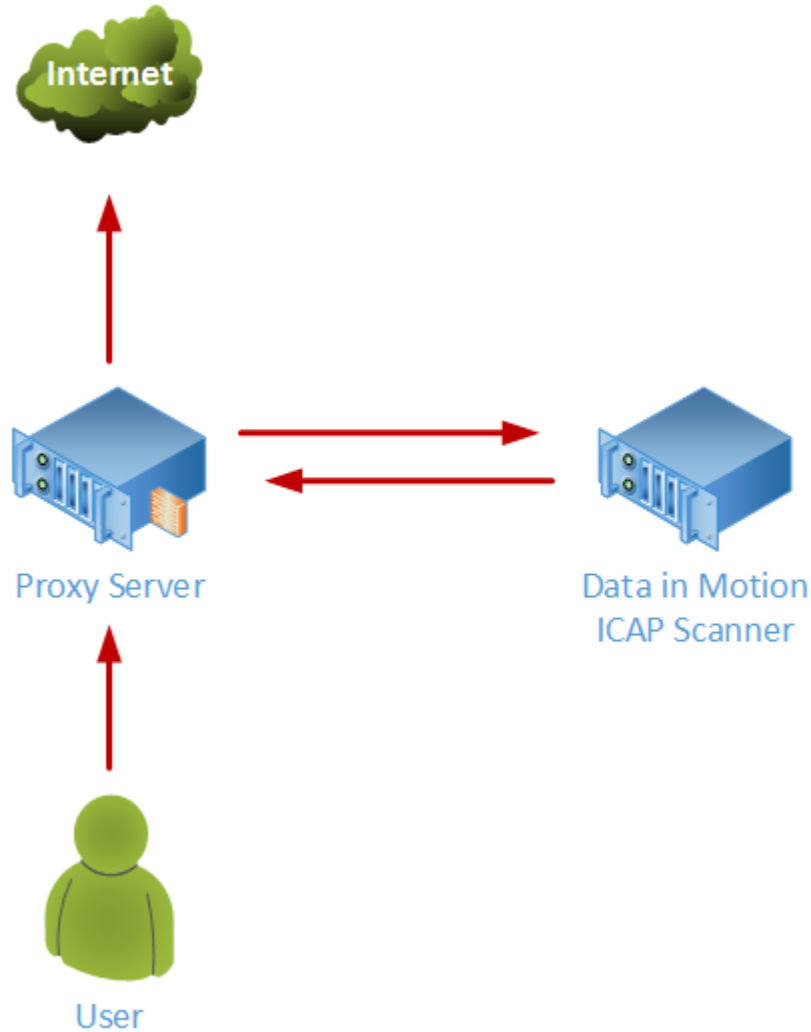 Internet
Proxy Server
Data in Motion
ICAP Scanner
User